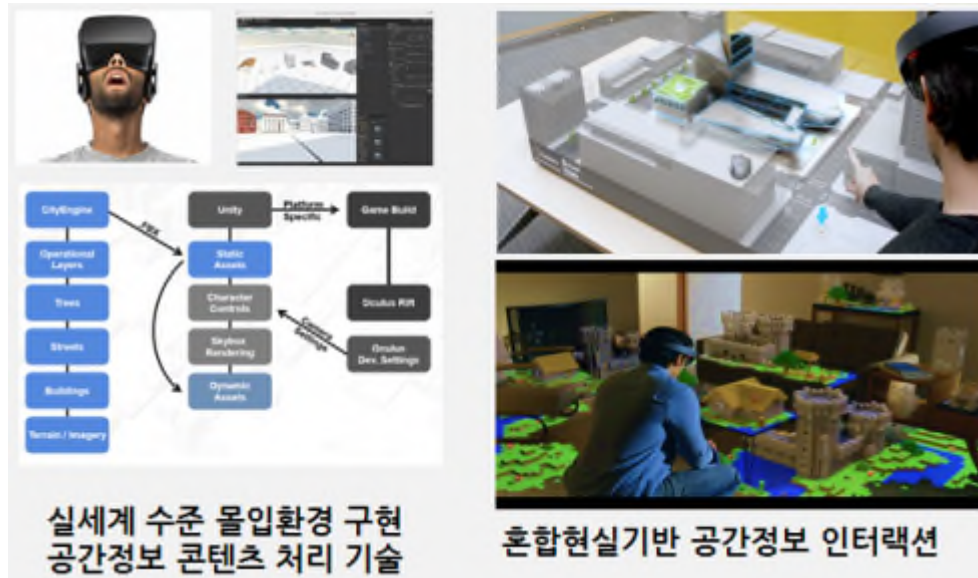 CityEngine
Operational
Layers
Trees
Streets
Buildings
Terrain / Imagery
FBX
Unity
Static
Assets
Character
Controls
Skybox
Rendering
Dynamic
Assets
Platform
Specific
Game Build
Oculus Rift
Camera
Settings
Oculus
Dev. Settings
실세계 수준 몰입환경 구현
공간정보 콘텐츠 처리 기술
혼합현실기반 공간정보 인터랙션